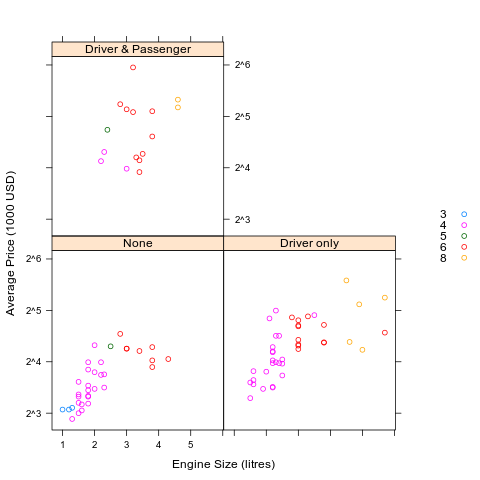 Driver & Passenger
2^6
2^5
2^4
2^3
3
4
5
6
8
None
Driver only
2^6
2^5
2^4
2^3
1 2 3 4 5
Average Price (1000 USD)
Engine Size (litres)